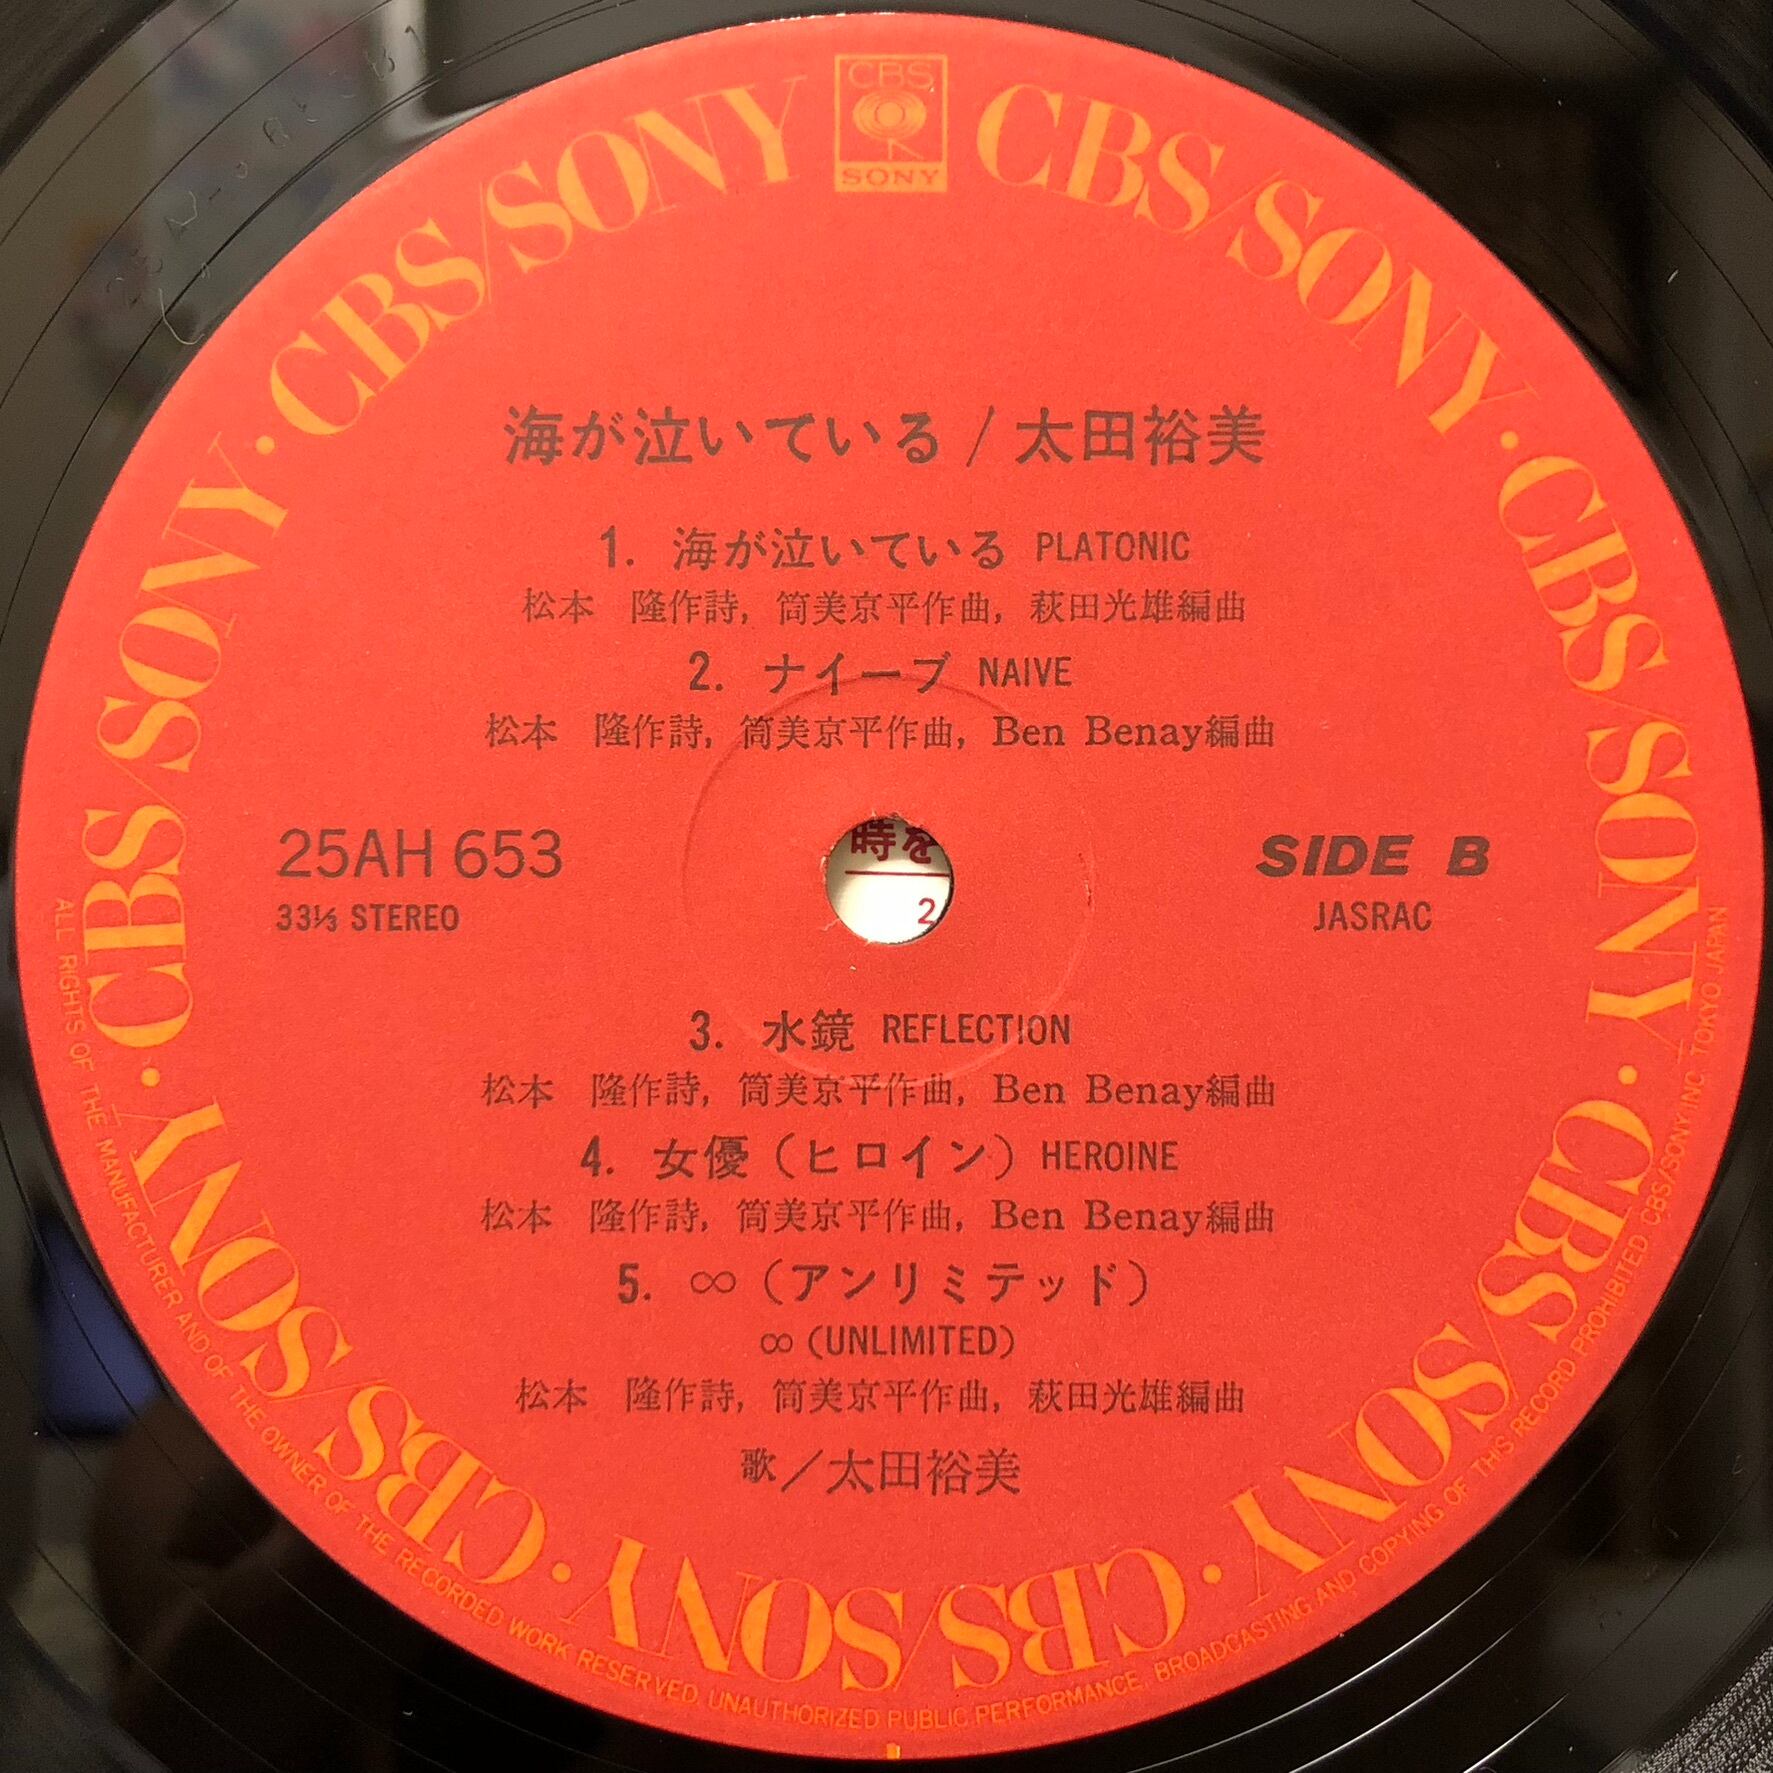 CBS
SONY
CBS/SONY · CBS/SONY · CBS/SONY · CBS/SONY · CBS/SONY · CBS/SONY · CBS/SONY · CBS/SONY
海が泣いている / 太田裕美
1. 海が泣いている PLATONIC
松本 隆作詩, 筒美京平作曲, 萩田光雄編曲
2. ナイーブ NAIVE
松本 隆作詩, 筒美京平作曲, Ben Benay編曲
25AH 653
33⅓ STEREO
時を
2
SIDE B
JASRAC
3. 水鏡 REFLECTION
松本 隆作詩, 筒美京平作曲, Ben Benay編曲
4. 女優（ヒロイン）HEROINE
松本 隆作詩, 筒美京平作曲, Ben Benay編曲
5. ∞（アンリミテッド）
∞ (UNLIMITED)
松本 隆作詩, 筒美京平作曲, 萩田光雄編曲
歌／太田裕美
ALL RIGHTS OF THE MANUFACTURER AND OF THE OWNER OF THE RECORDED WORK RESERVED. UNAUTHORIZED PUBLIC PERFORMANCE, BROADCASTING AND COPYING OF THIS RECORD PROHIBITED. CBS/SONY INC. TOKYO JAPAN